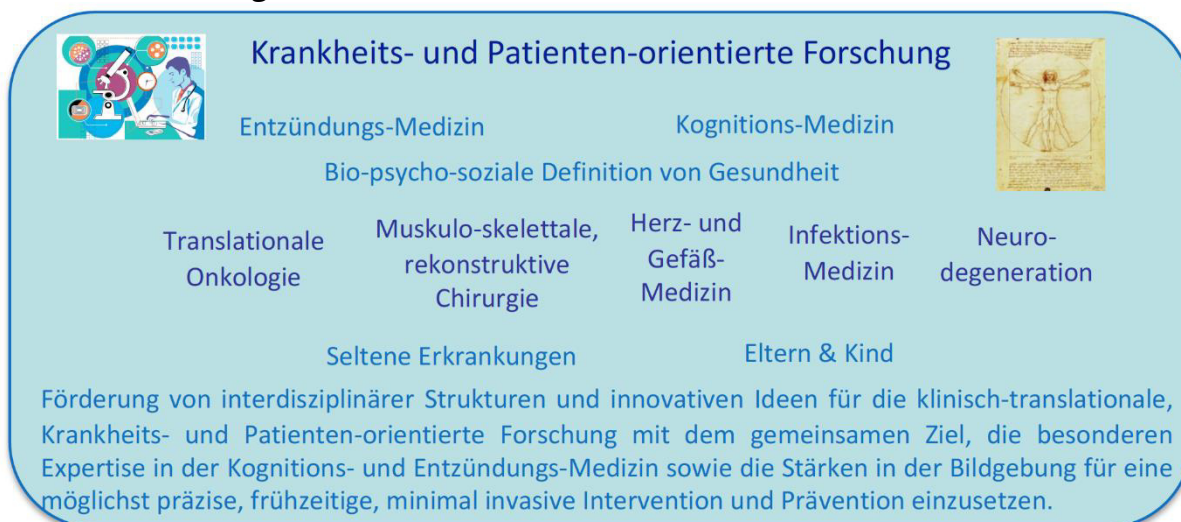 Krankheits- und Patienten-orientierte Forschung
Entzündungs-Medizin
Kognitions-Medizin
Bio-psycho-soziale Definition von Gesundheit
Translationale
Onkologie
Muskulo-skelettale,
rekonstruktive
Chirurgie
Herz- und
Gefäß-
Medizin
Infektions-
Medizin
Neuro-
degeneration
Seltene Erkrankungen
Eltern & Kind
Förderung von interdisziplinärer Strukturen und innovativen Ideen für die klinisch-translationale,
Krankheits- und Patienten-orientierte Forschung mit dem gemeinsamen Ziel, die besonderen
Expertise in der Kognitions- und Entzündungs-Medizin sowie die Stärken in der Bildgebung für eine
möglichst präzise, frühzeitige, minimal invasive Intervention und Prävention einzusetzen.